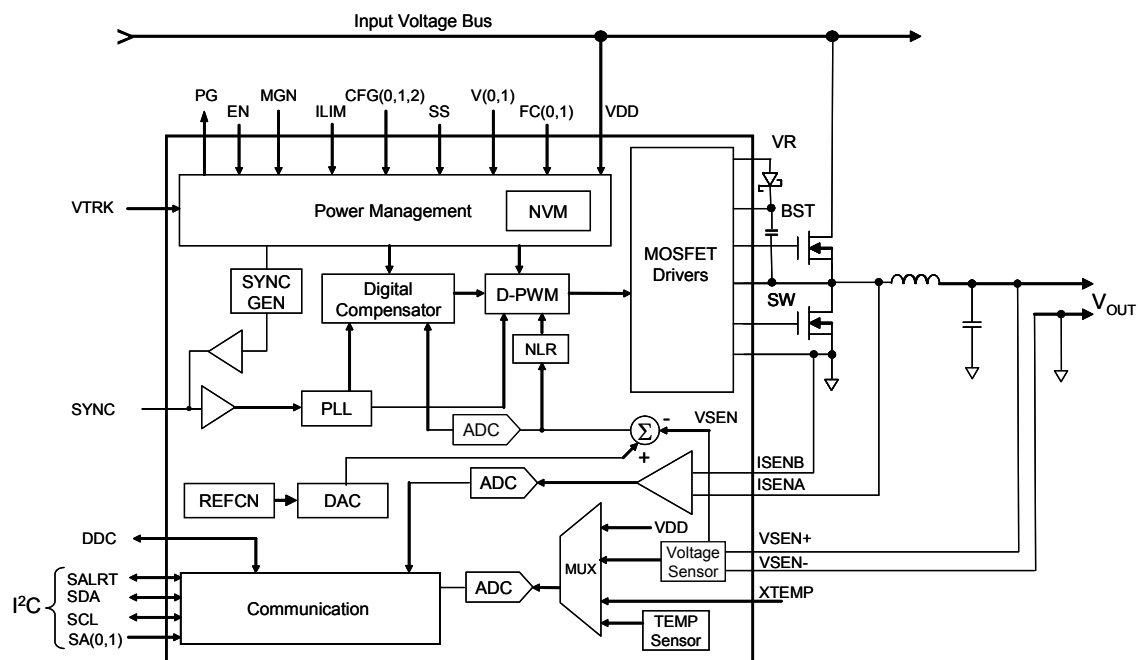 Input Voltage Bus
PG
EN
MGN
ILIM
CFG(0,1,2)
SS
V(0,1)
FC(0,1)
VDD
VR
VTRK
Power Management
NVM
BST
MOSFET
Drivers
SYNC
GEN
Digital
Compensator
D-PWM
SW
VOUT
NLR
SYNC
PLL
ADC
Σ
-
+
VSEN
ISENB
ISENA
ADC
REFCN
DAC
DDC
VDD
MUX
Voltage
Sensor
VSEN+
VSEN-
I²C
SALRT
SDA
SCL
SA(0,1)
Communication
ADC
XTEMP
TEMP
Sensor